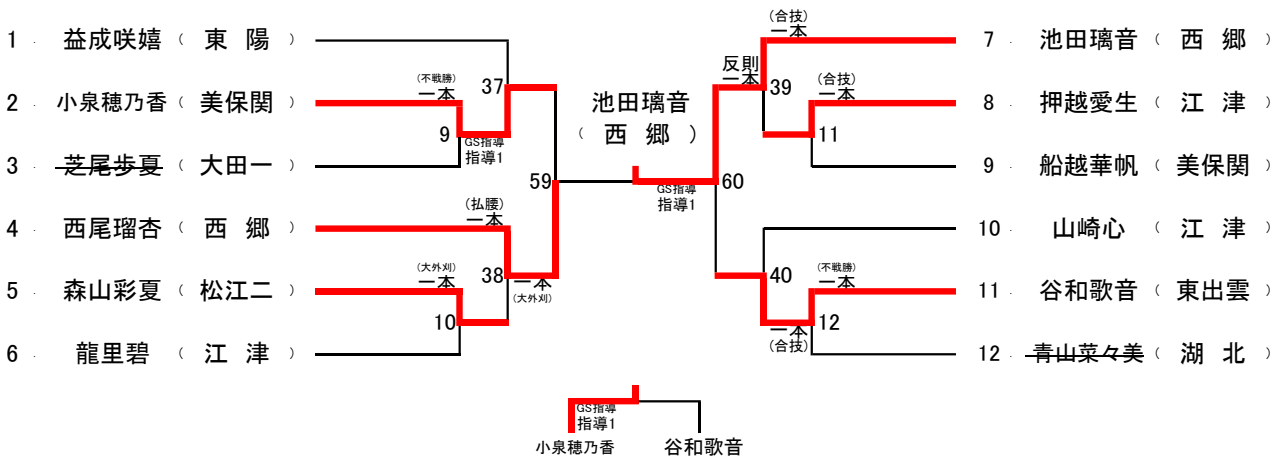 1 益成咲嬉 ( 東 陽 )
(不戦勝)
一本
37
2 小泉穂乃香 ( 美保関 )
9
GS指導
指導1
3 芝尾歩夏 ( 大田一 )
59
(払腰)
一本
4 西尾瑠杏 ( 西 郷 )
(大外刈)
一本
38
一本
(大外刈)
5 森山彩夏 ( 松江二 )
10
6 龍里碧 ( 江 津 )
池田璃音
( 西 郷 )
GS指導
指導1
60
(合技)
一本
7 池田璃音 ( 西 郷 )
反則
一本
39
(合技)
一本
8 押越愛生 ( 江 津 )
11
9 船越華帆 ( 美保関 )
10 山崎心 ( 江 津 )
40
(不戦勝)
一本
11 谷和歌音 ( 東出雲 )
12
一本
(合技)
12 青山菜々美 ( 湖 北 )
GS指導
指導1
小泉穂乃香 谷和歌音